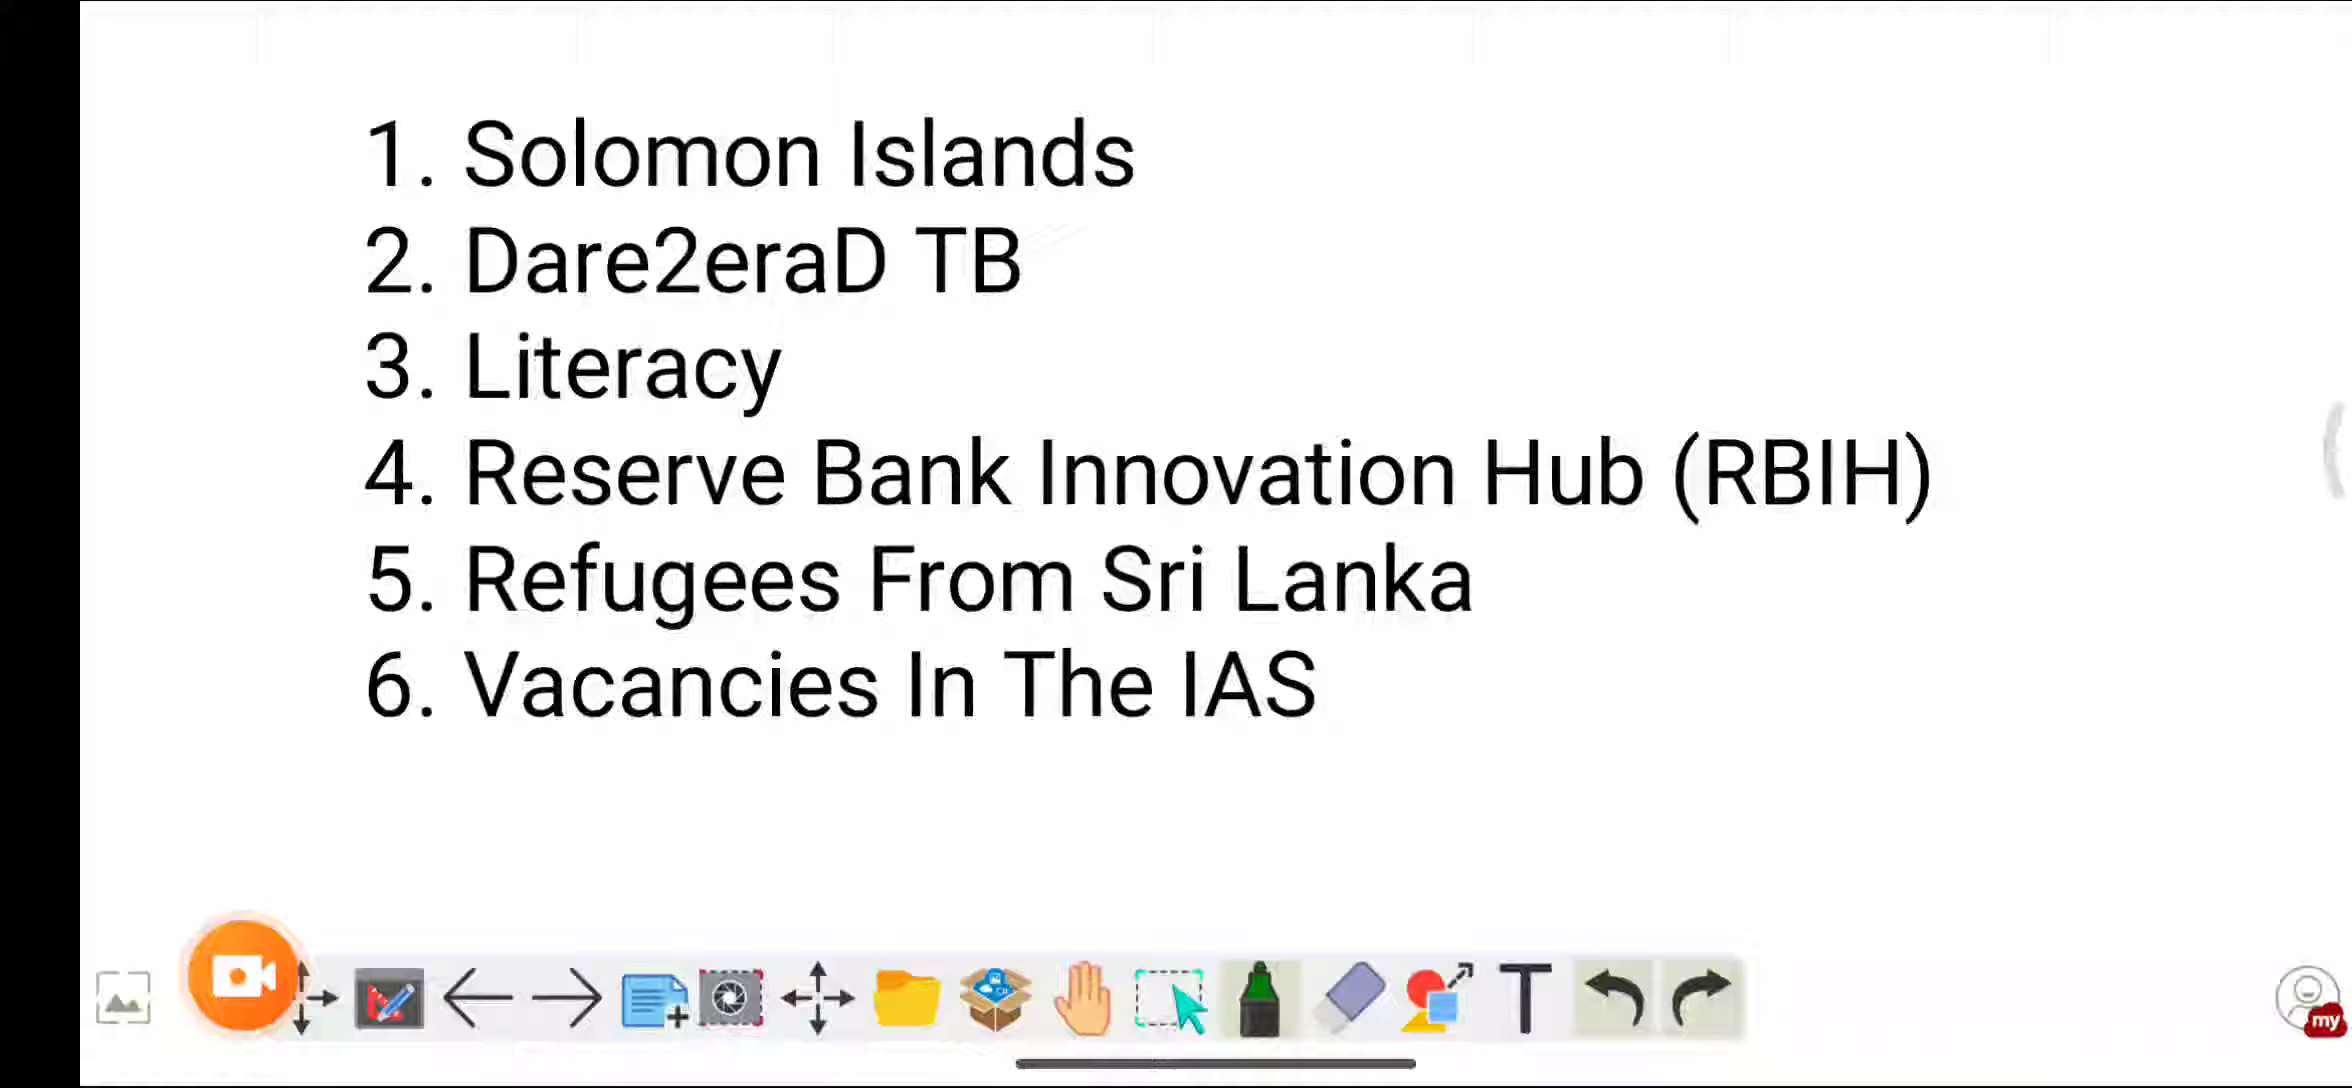 1. Solomon Islands
2. Dare2eraD TB
3. Literacy
4. Reserve Bank Innovation Hub (RBIH)
5. Refugees From Sri Lanka
6. Vacancies In The IAS
T
my